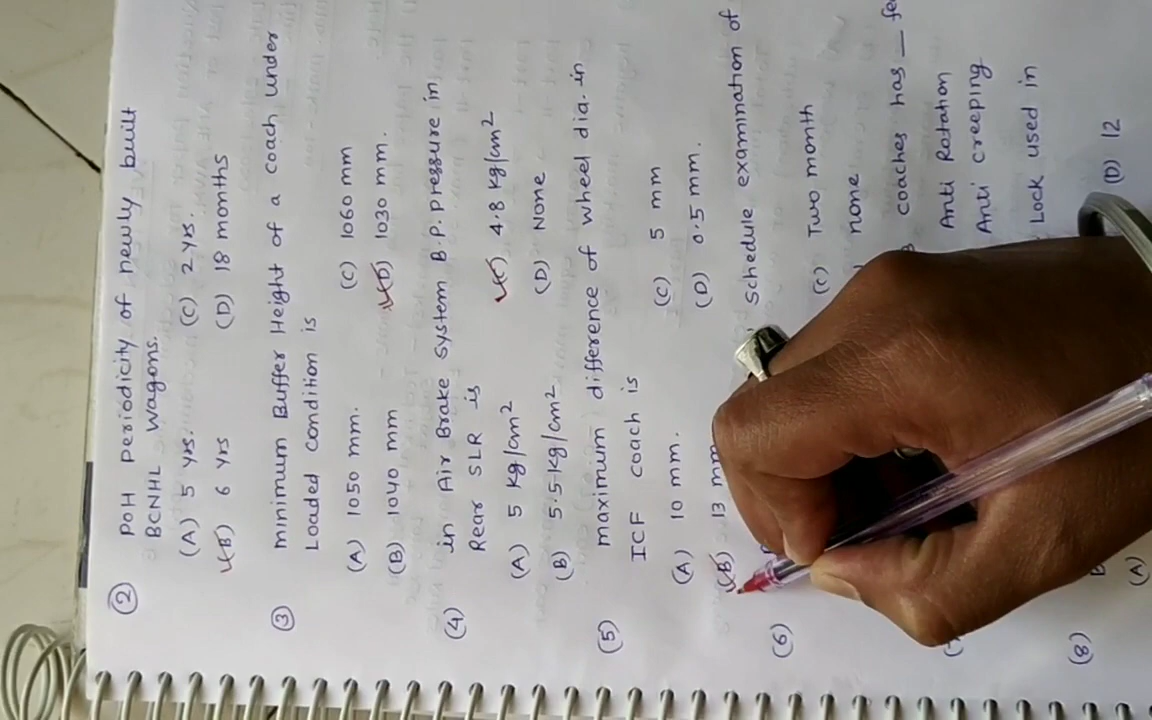 ② POH periodicity of newly built
BCNHL wagons.
(A) 5 yrs. (C) 2 yrs.
(B) 6 yrs (D) 18 months
③ minimum Buffer Height of a coach under
Loaded condition is
(A) 1050 mm. (C) 1060 mm
(B) 1040 mm (D) 1030 mm.
(4) in Air Brake system B.P. pressure in
Rear SLR is
(A) 5 kg/cm² (C) 4.8 kg/cm²
(B) 5.5 kg/cm² (D) None
(5) maximum difference of wheel dia. in
ICF coach is
(A) 10 mm. (C) 5 mm
(B) 13 mm (D) 0.5 mm.
(6) Schedule examination of
(C) Two month
none
coaches has _
Anti Rotation
Anti creeping
(8) Lock used in
(A) (D) 12